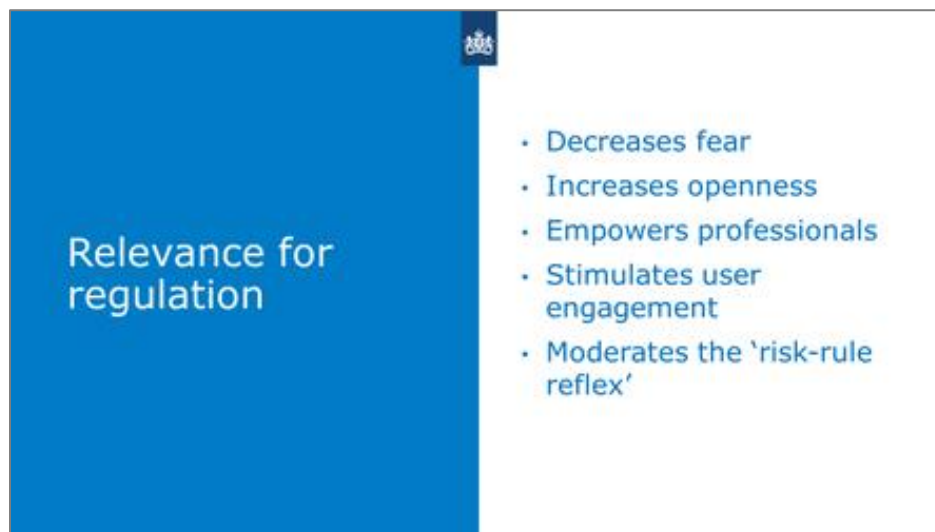 Relevance for
regulation
• Decreases fear
• Increases openness
• Empowers professionals
• Stimulates user
engagement
• Moderates the ‘risk-rule
reflex’